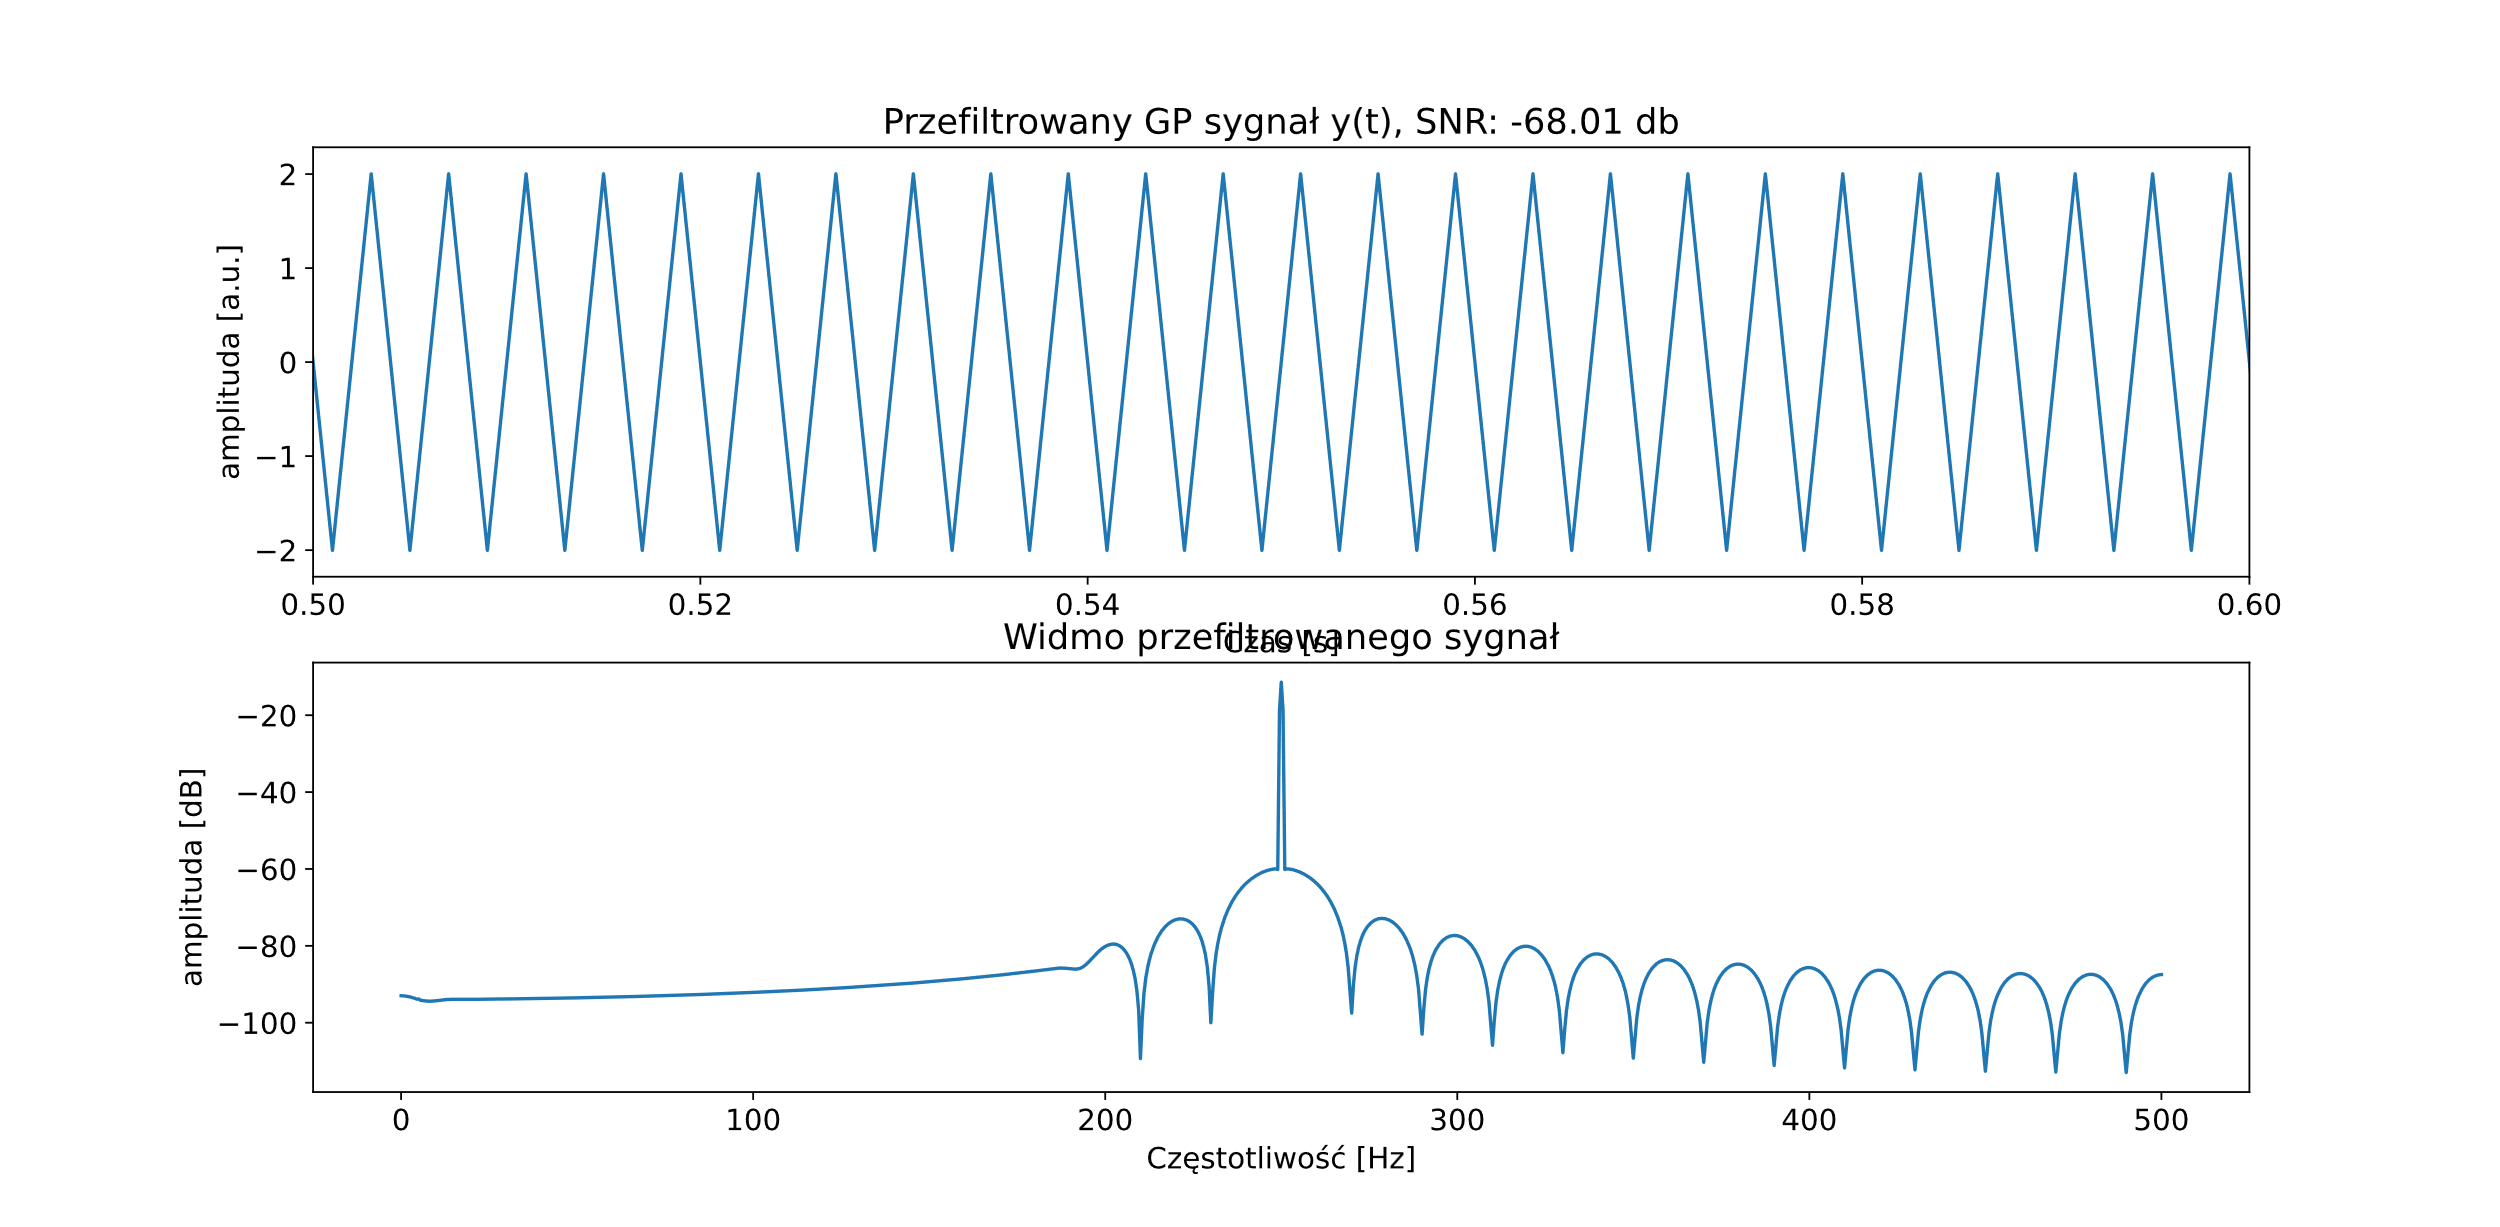 Przefiltrowany GP sygnał y(t), SNR: -68.01 db
amplituda [a.u.]
2
1
0
−1
−2
0.50 0.52 0.54 0.56 0.58 0.60
Czas [s]
Widmo przefiltrowanego sygnał
amplituda [dB]
−20
−40
−60
−80
−100
0 100 200 300 400 500
Częstotliwość [Hz]